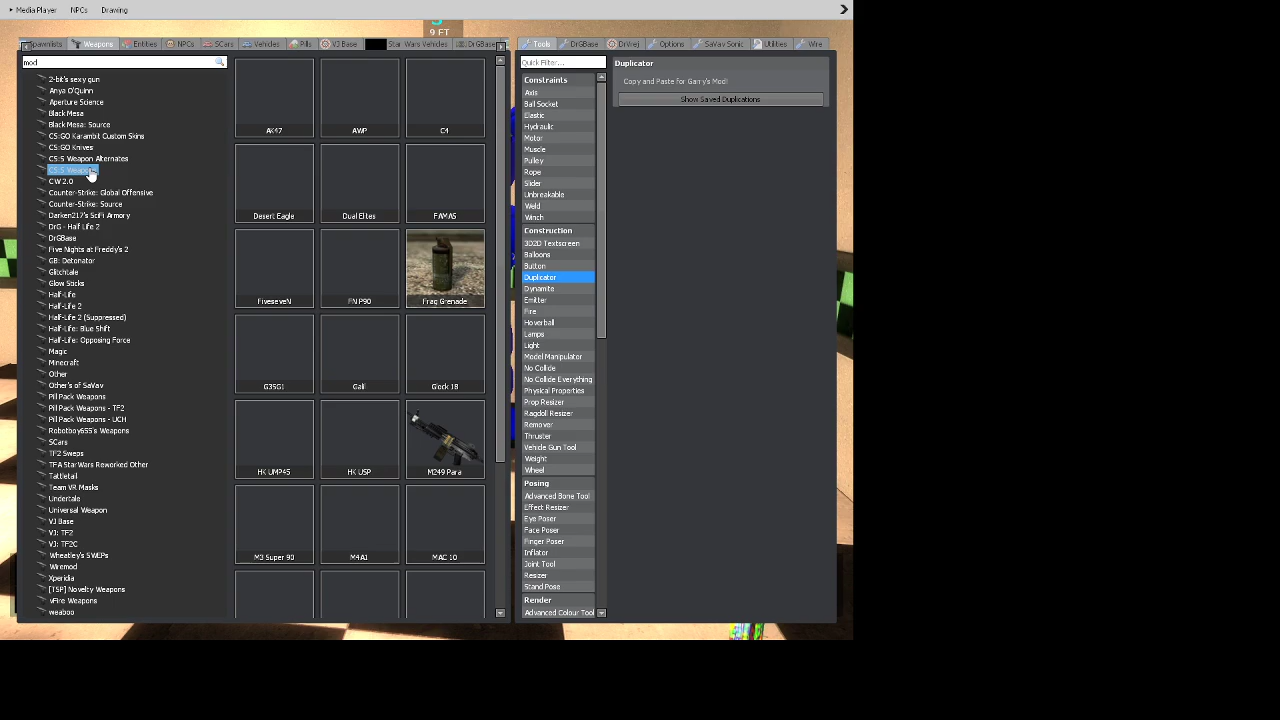 Media Player NPCs Drawing
9 FT
Spawnlists Weapons Entities NPCs SCars Vehicles Pills VJ Base Star Wars Vehicles DrGBase
Tools DrGBase DrVrej Options SaVav Sonic Utilities Wire
mod
2-bit's sexy gun
Anya O'Quinn
Aperture Science
Black Mesa
Black Mesa: Source
CS:GO Karambit Custom Skins
CS:GO Knives
CS:S Weapon Alternates
CS:S Weapons
CW 2.0
Counter-Strike: Global Offensive
Counter-Strike: Source
Darken217's SciFi Armory
DrG - Half Life 2
DrGBase
Five Nights at Freddy's 2
GB: Detonator
Glitchtale
Glow Socks
Half-Life
Half-Life 2
Half-Life 2 (Suppressed)
Half-Life: Blue Shift
Half-Life: Opposing Force
Magic
Minecraft
Other
Other's of SaVav
Pill Pack Weapons
Pill Pack Weapons - TF2
Pill Pack Weapons - UCH
Robotboy655's Weapons
SCars
TF2 Sweps
TFA Star Wars Reworked Other
Tattletail
Team VR Masks
Undertale
Universal Weapon
VJ Base
VJ: TF2
VJ: TF2C
Wheatley's SWEPs
Wiremod
Xperidia
[TSP] Novelty Weapons
vFire Weapons
weaboo
AK47 AWP C4
Desert Eagle Dual Elites FAMAS
FiveseveN FN P90 Frag Grenade
G3SG1 Galil Glock 18
HK UMP45 HK USP M249 Para
M3 Super 90 M4A1 MAC 10
Quick Filter...
Constraints
Axis
Ball Socket
Elastic
Hydraulic
Motor
Muscle
Pulley
Rope
Slider
Unbreakable
Weld
Winch
Construction
3D2D Textscreen
Balloons
Button
Duplicator
Dynamite
Emitter
Fire
Hoverball
Lamps
Light
Model Manipulator
No Collide
No Collide Everything
Physical Properties
Prop Resizer
Ragdoll Resizer
Remover
Thruster
Vehicle Gun Tool
Weight
Wheel
Posing
Advanced Bone Tool
Effect Resizer
Eye Poser
Face Poser
Finger Poser
Inflator
Joint Tool
Resizer
Stand Pose
Render
Advanced Colour Tool
Duplicator
Copy and Paste for Garry's Mod!
Show Saved Duplications